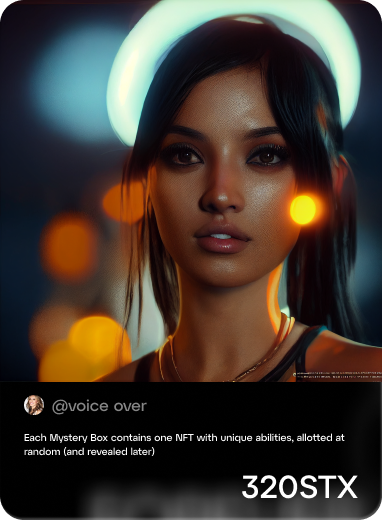 @voice over
Each Mystery Box contains one NFT with unique abilities, allotted at
random (and revealed later)
320STX